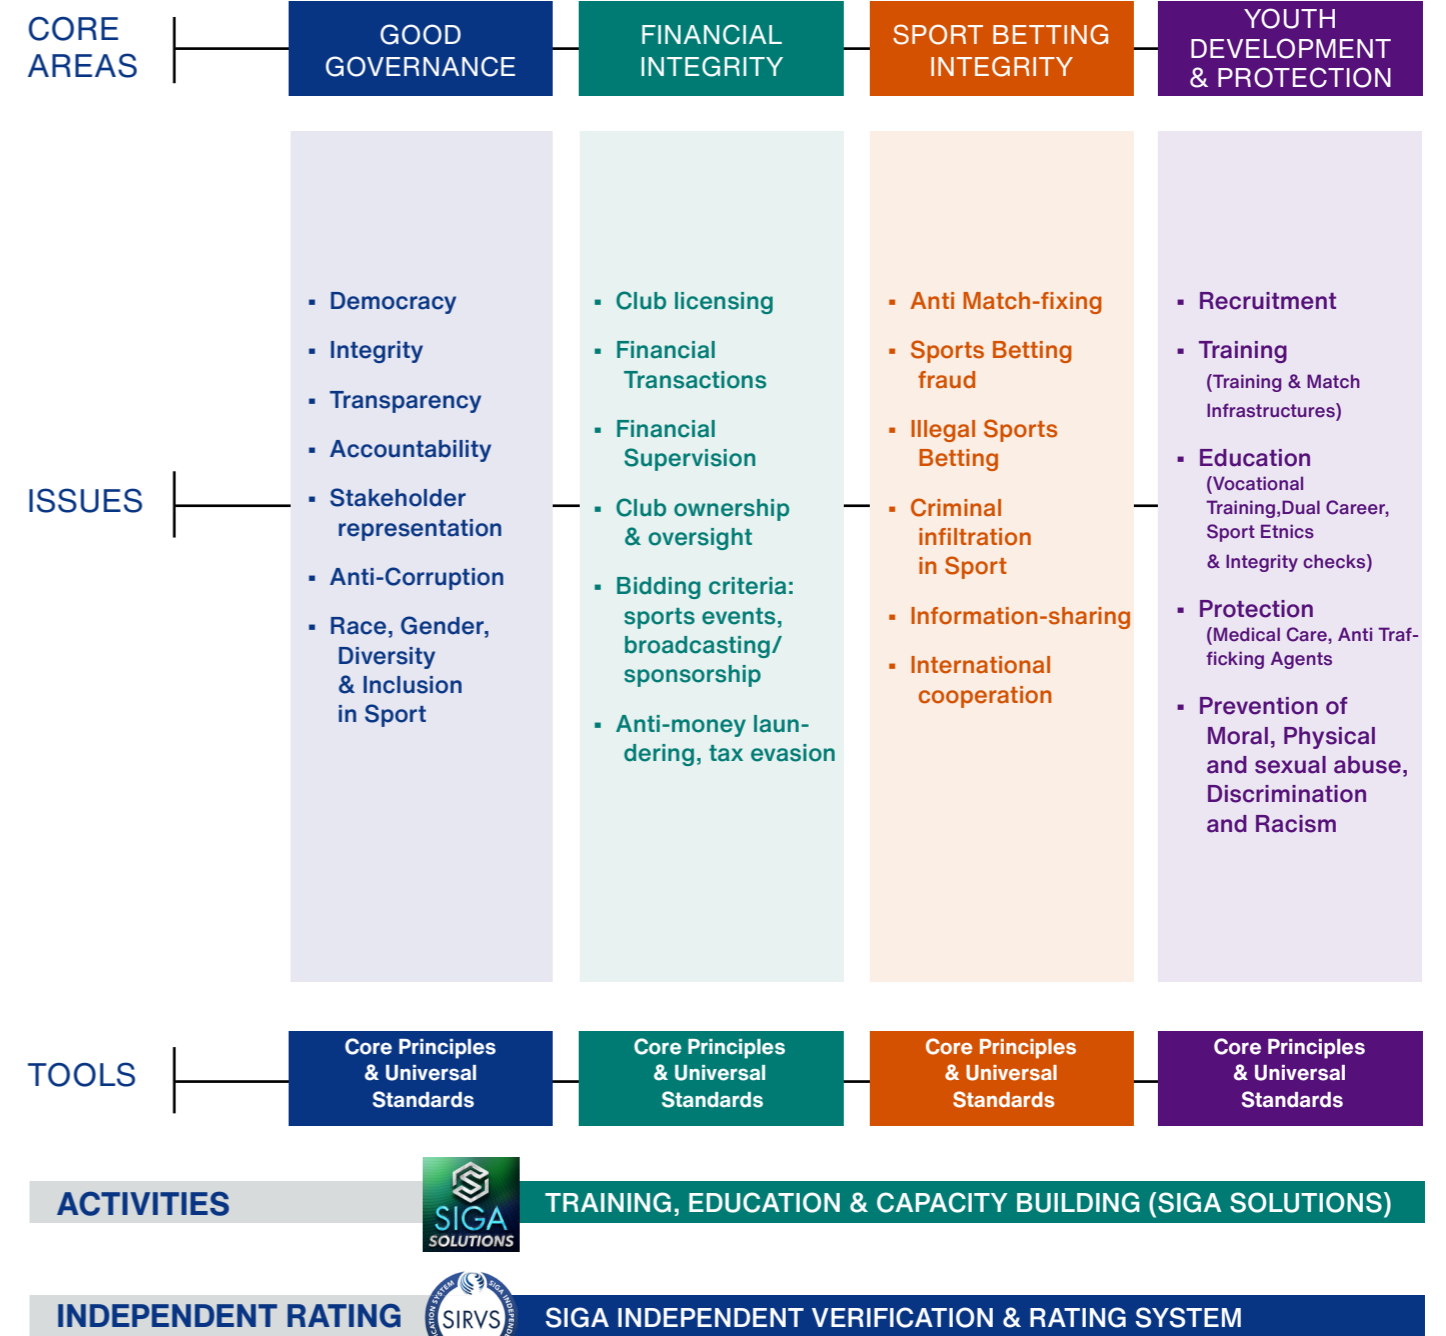 CORE
AREAS
GOOD
GOVERNANCE
FINANCIAL
INTEGRITY
SPORT BETTING
INTEGRITY
YOUTH
DEVELOPMENT
& PROTECTION
ISSUES
▪ Democracy
▪ Integrity
▪ Transparency
▪ Accountability
▪ Stakeholder
representation
▪ Anti-Corruption
▪ Race, Gender,
Diversity
& Inclusion
in Sport
▪ Club licensing
▪ Financial
Transactions
▪ Financial
Supervision
▪ Club ownership
& oversight
▪ Bidding criteria:
sports events,
broadcasting/
sponsorship
▪ Anti-money laun-
dering, tax evasion
▪ Anti Match-fixing
▪ Sports Betting
fraud
▪ Illegal Sports
Betting
▪ Criminal
infiltration
in Sport
▪ Information-sharing
▪ International
cooperation
▪ Recruitment
▪ Training
(Training & Match
Infrastructures)
▪ Education
(Vocational
Training,Dual Career,
Sport Etnics
& Integrity checks)
▪ Protection
(Medical Care, Anti Traf-
ficking Agents
▪ Prevention of
Moral, Physical
and sexual abuse,
Discrimination
and Racism
TOOLS
Core Principles
& Universal
Standards
Core Principles
& Universal
Standards
Core Principles
& Universal
Standards
Core Principles
& Universal
Standards
ACTIVITIES
SIGA
SOLUTIONS
TRAINING, EDUCATION & CAPACITY BUILDING (SIGA SOLUTIONS)
INDEPENDENT RATING
SIRVS
SIGA INDEPENDENT VERIFICATION & RATING SYSTEM